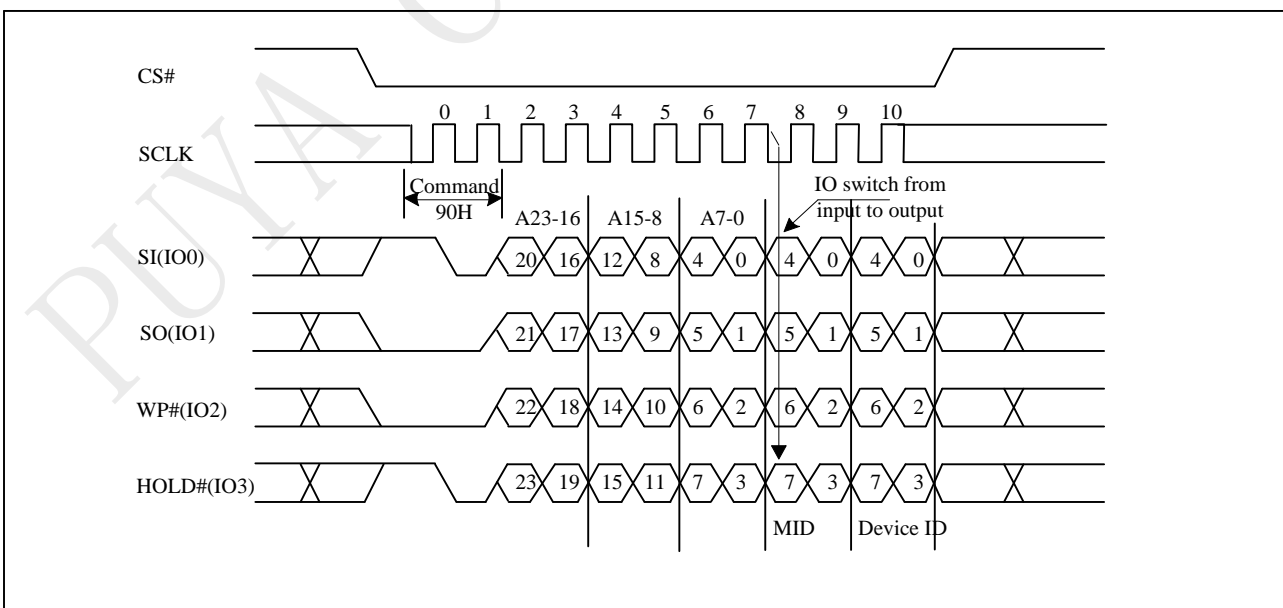 PUYA
CS#
0 1 2 3 4 5 6 7 8 9 10
SCLK
Command
90H
IO switch from
input to output
A23-16 A15-8 A7-0
SI(IO0) 20 16 12 8 4 0 4 0 4 0
SO(IO1) 21 17 13 9 5 1 5 1 5 1
WP#(IO2) 22 18 14 10 6 2 6 2 6 2
HOLD#(IO3) 23 19 15 11 7 3 7 3 7 3
MID Device ID